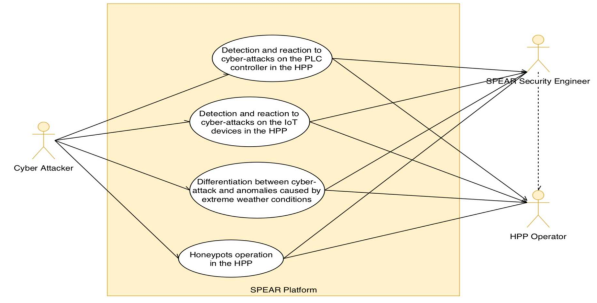 Detection and reaction to
cyber-attacks on the PLC
controller in the HPP
SPEAR Security Engineer
Detection and reaction to
cyber-attacks on the IoT
devices in the HPP
Cyber Attacker
Differentiation between cyber-
attack and anomalies caused by
extreme weather conditions
HPP Operator
Honeypots operation
in the HPP
SPEAR Platform